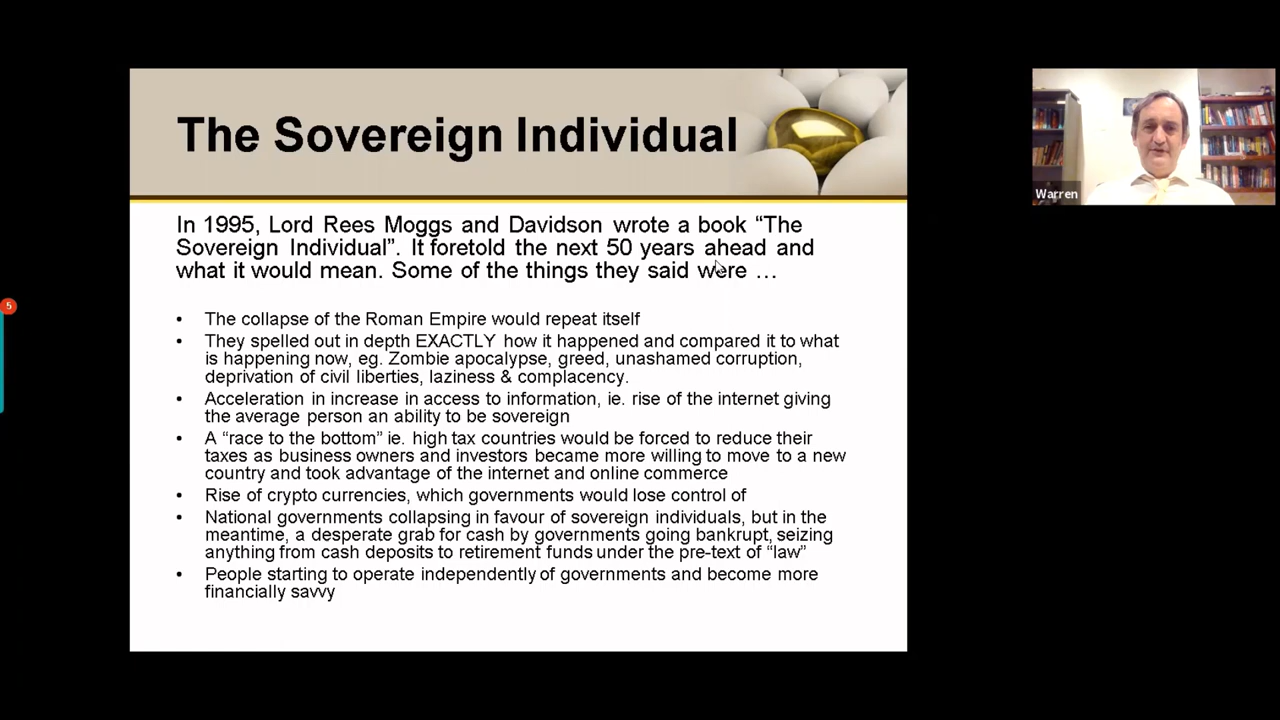 The Sovereign Individual
In 1995, Lord Rees Moggs and Davidson wrote a book “The
Sovereign Individual”. It foretold the next 50 years ahead and
what it would mean. Some of the things they said were …
• The collapse of the Roman Empire would repeat itself
• They spelled out in depth EXACTLY how it happened and compared it to what
is happening now, eg. Zombie apocalypse, greed, unashamed corruption,
deprivation of civil liberties, laziness & complacency.
• Acceleration in increase in access to information, ie. rise of the internet giving
the average person an ability to be sovereign
• A “race to the bottom” ie. high tax countries would be forced to reduce their
taxes as business owners and investors became more willing to move to a new
country and took advantage of the internet and online commerce
• Rise of crypto currencies, which governments would lose control of
• National governments collapsing in favour of sovereign individuals, but in the
meantime, a desperate grab for cash by governments going bankrupt, seizing
anything from cash deposits to retirement funds under the pre-text of “law”
• People starting to operate independently of governments and become more
financially savvy
Warren
5